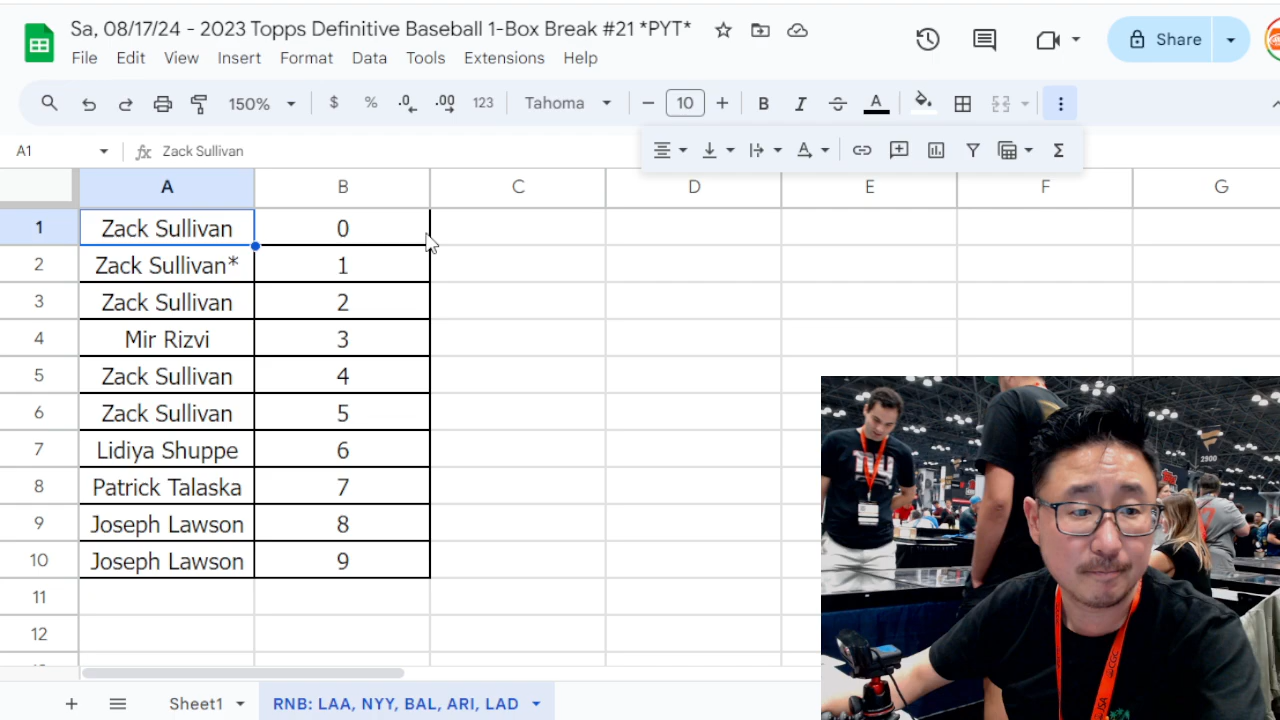 Sa, 08/17/24 - 2023 Topps Definitive Baseball 1-Box Break #21 *PYT*
File Edit View Insert Format Data Tools Extensions Help
Share
150% $ % .0 .00 123 Tahoma 10 B I A
A1 fx Zack Sullivan
A B C D E F G
1 Zack Sullivan 0
2 Zack Sullivan* 1
3 Zack Sullivan 2
4 Mir Rizvi 3
5 Zack Sullivan 4
6 Zack Sullivan 5
7 Lidiya Shuppe 6
8 Patrick Talaska 7
9 Joseph Lawson 8
10 Joseph Lawson 9
11
12
2900
Sheet1 RNB: LAA, NYY, BAL, ARI, LAD